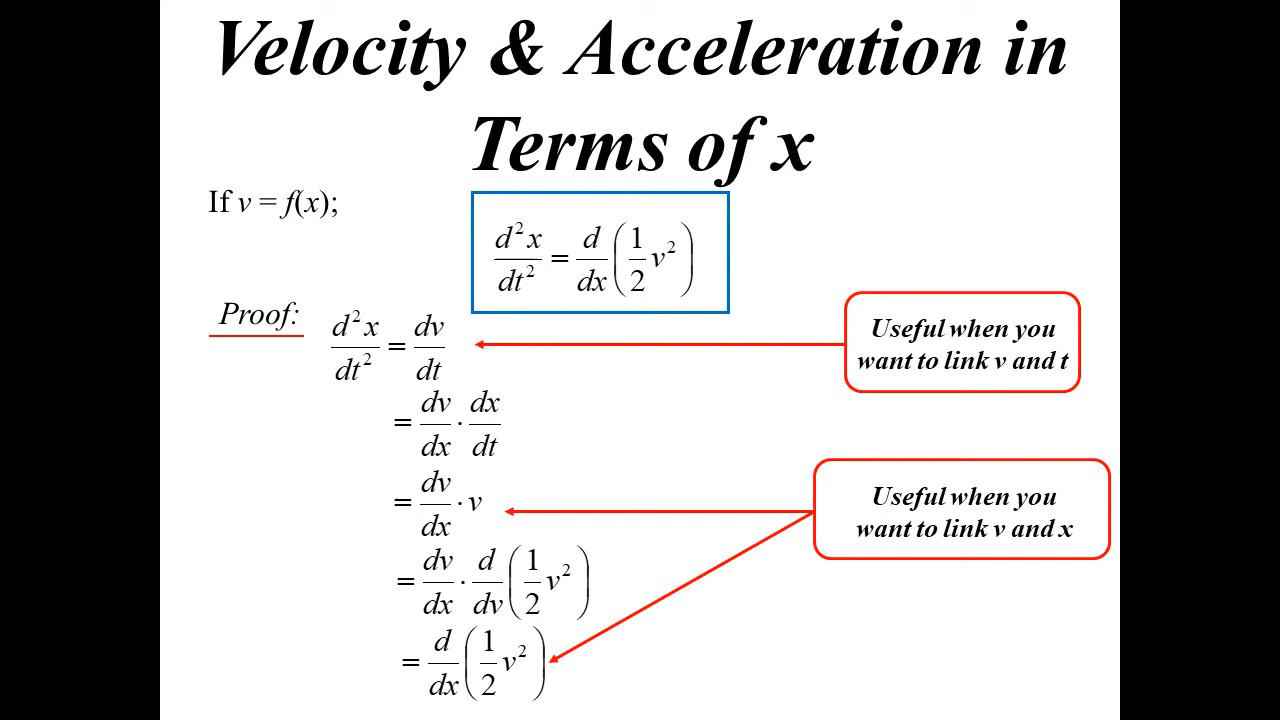 Velocity & Acceleration in
Terms of x
If v = f(x);
d²x/dt² = d/dx (1/2 v²)
Proof:
d²x/dt² = dv/dt
Useful when you
want to link v and t
= dv/dx · dx/dt
= dv/dx · v
Useful when you
want to link v and x
= dv/dx · d/dv (1/2 v²)
= d/dx (1/2 v²)